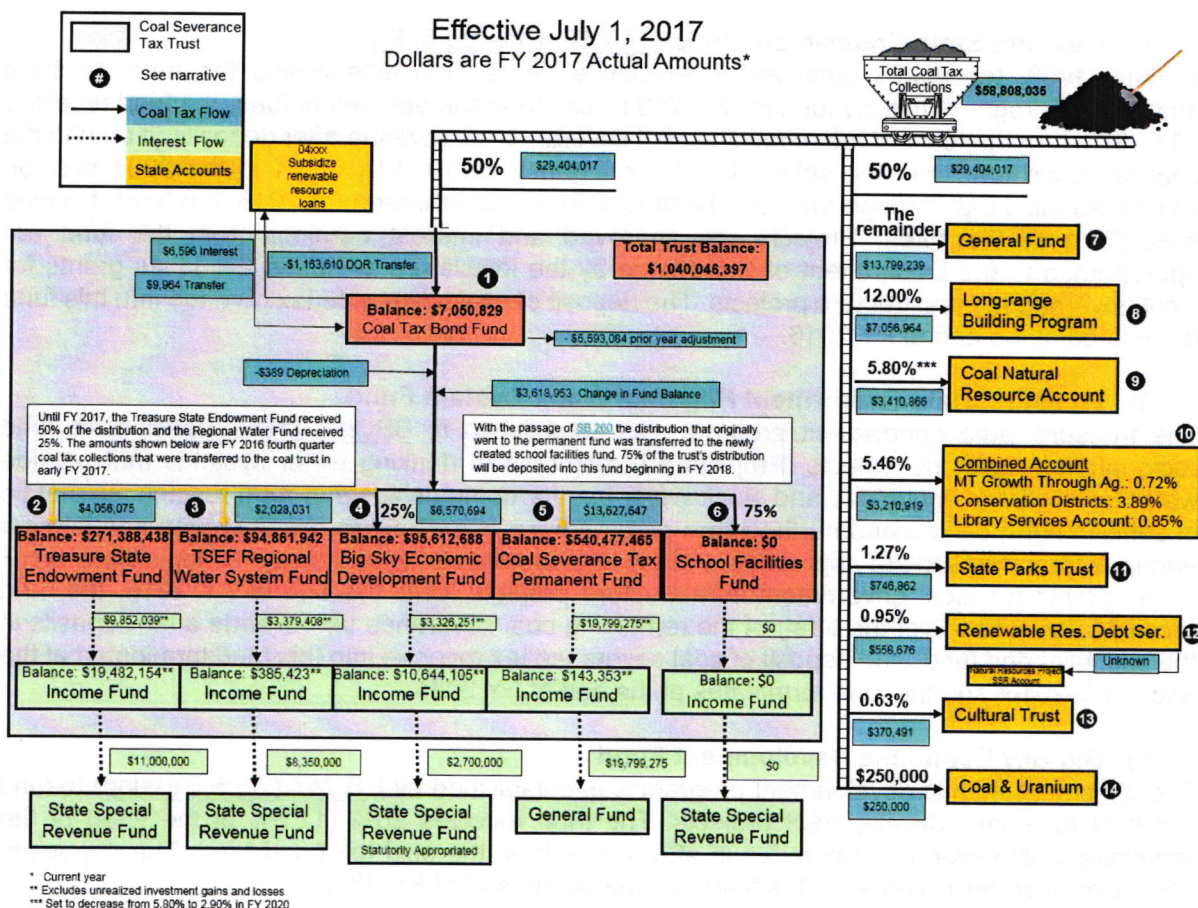 Effective July 1, 2017
Dollars are FY 2017 Actual Amounts*
Coal Severance
Tax Trust
#
See narrative
Coal Tax Flow
Interest Flow
State Accounts
Total Coal Tax
Collections
$58,808,035
04xxx
Subsidize
renewable
resource
loans
50%
$29,404,017
50%
$29,404,017
$6,596 Interest
$9,964 Transfer
-$1,163,610 DOR Transfer
1
Total Trust Balance:
$1,040,046,397
Balance: $7,050,829
Coal Tax Bond Fund
- $5,593,084 prior year adjustment
-$389 Depreciation
$3,618,953 Change in Fund Balance
Until FY 2017, the Treasure State Endowment Fund received
50% of the distribution and the Regional Water Fund received
25%. The amounts shown below are FY 2016 fourth quarter
coal tax collections that were transferred to the coal trust in
early FY 2017.
With the passage of SB 260 the distribution that originally
went to the permanent fund was transferred to the newly
created school facilities fund. 75% of the trust's distribution
will be deposited into this fund beginning in FY 2018.
2
$4,056,075
3
$2,028,031
4
25%
$6,570,694
5
$13,627,647
6
75%
Balance: $271,388,438
Treasure State
Endowment Fund
Balance: $94,861,942
TSEF Regional
Water System Fund
Balance: $95,612,688
Big Sky Economic
Development Fund
Balance: $540,477,465
Coal Severance Tax
Permanent Fund
Balance: $0
School Facilities
Fund
$9,852,039**
$3,379,408**
$3,326,251**
$19,799,275**
$0
Balance: $19,482,154**
Income Fund
Balance: $385,423**
Income Fund
Balance: $10,644,105**
Income Fund
Balance: $143,353**
Income Fund
Balance: $0
Income Fund
$11,000,000
$8,350,000
$2,700,000
$19,799,275
$0
State Special
Revenue Fund
State Special
Revenue Fund
State Special
Revenue Fund
Statutorily Appropriated
General Fund
State Special
Revenue Fund
The
remainder
$13,799,239
General Fund
7
12.00%
$7,056,964
Long-range
Building Program
8
5.80%***
$3,410,866
Coal Natural
Resource Account
9
10
5.46%
$3,210,919
Combined Account
MT Growth Through Ag.: 0.72%
Conservation Districts: 3.89%
Library Services Account: 0.85%
1.27%
$746,862
State Parks Trust
11
0.95%
$558,676
Renewable Res. Debt Ser.
12
Unknown
Natural Resources Project
SSR Account
0.63%
$370,491
Cultural Trust
13
$250,000
$250,000
Coal & Uranium
14
* Current year
** Excludes unrealized investment gains and losses
*** Set to decrease from 5.80% to 2.90% in FY 2020